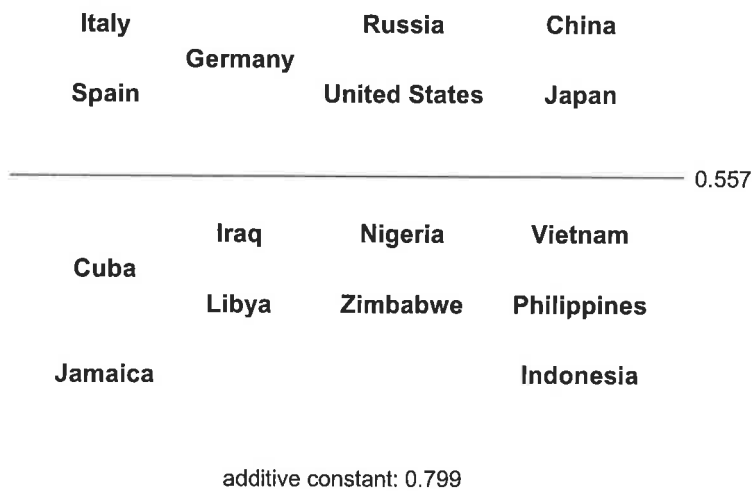 Italy
Russia
China
Germany
Spain
United States
Japan
0.557
Iraq
Nigeria
Vietnam
Cuba
Libya
Zimbabwe
Philippines
Jamaica
Indonesia
additive constant: 0.799